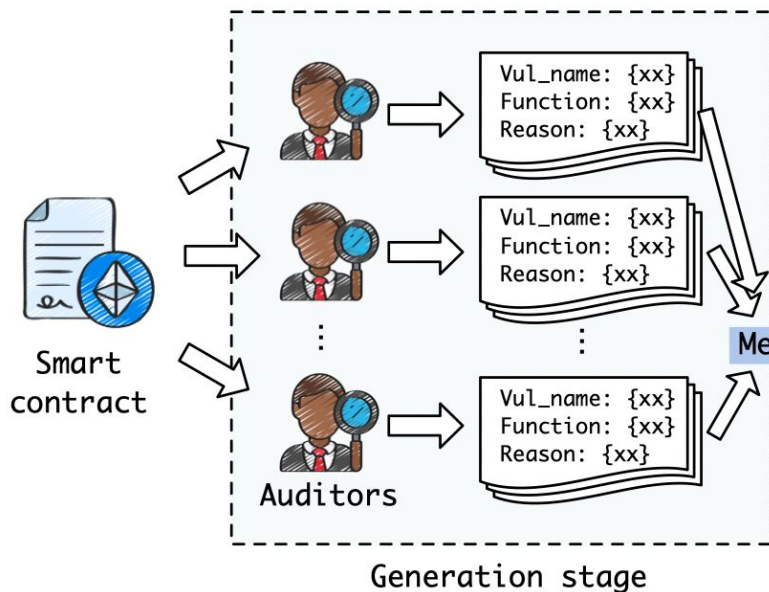 Vul_name: {xx}
Function: {xx}
Reason: {xx}
Vul_name: {xx}
Function: {xx}
Reason: {xx}
Smart
contract
Me
Vul_name: {xx}
Function: {xx}
Reason: {xx}
Auditors
Generation stage